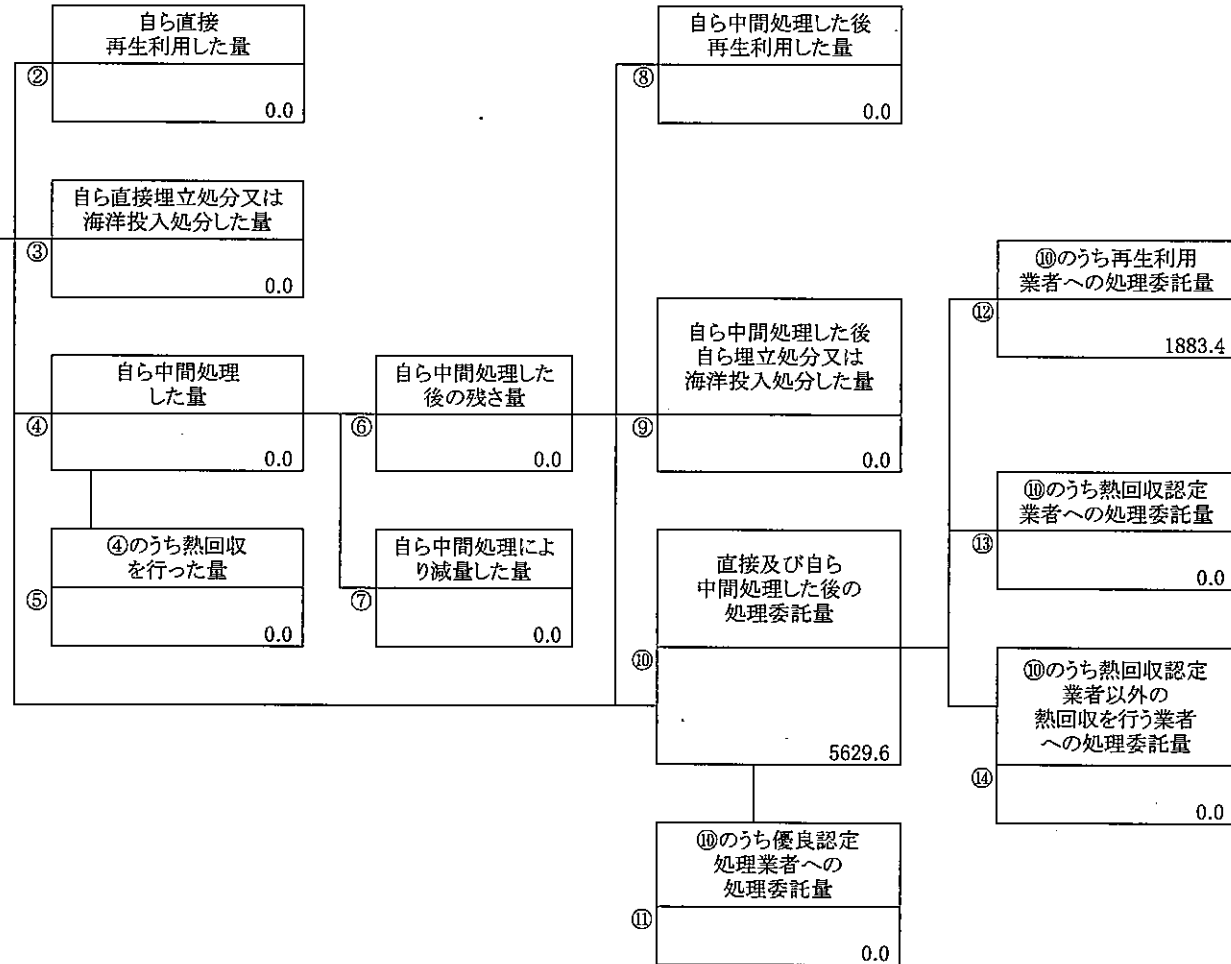 自ら直接
再生利用した量
②
0.0
自ら直接埋立処分又は
海洋投入処分した量
③
0.0
自ら中間処理
した量
④
0.0
④のうち熱回収
を行った量
⑤
0.0
自ら中間処理した
後の残さ量
⑥
0.0
自ら中間処理によ
り減量した量
⑦
0.0
自ら中間処理した後
再生利用した量
⑧
0.0
自ら中間処理した後
自ら埋立処分又は
海洋投入処分した量
⑨
0.0
直接及び自ら
中間処理した後の
処理委託量
⑩
5629.6
⑩のうち優良認定
処理業者への
処理委託量
⑪
0.0
⑩のうち再生利用
業者への処理委託量
⑫
1883.4
⑩のうち熱回収認定
業者への処理委託量
⑬
0.0
⑩のうち熱回収認定
業者以外の
熱回収を行う業者
への処理委託量
⑭
0.0